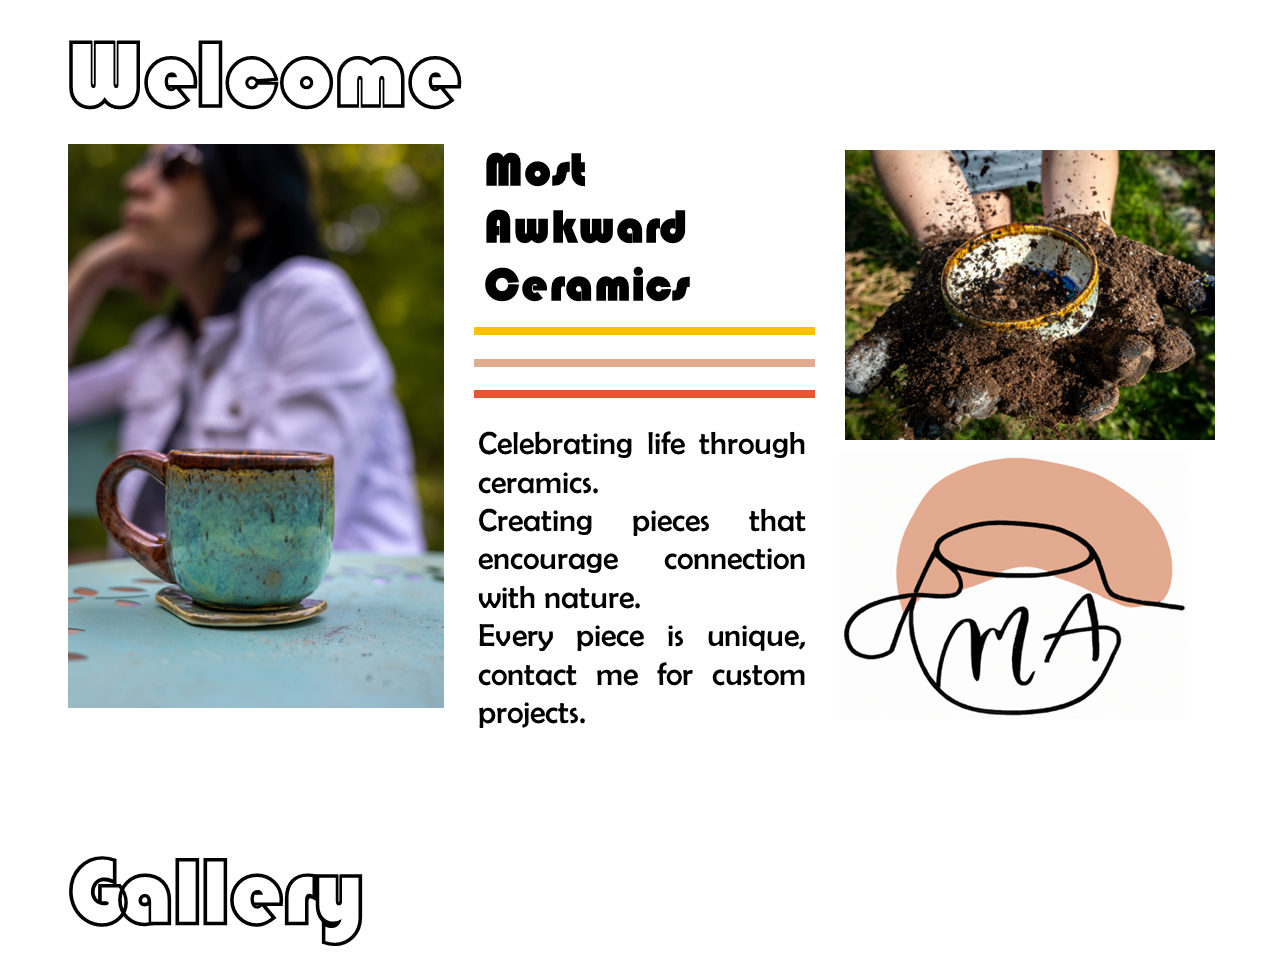 Welcome
Most
Awkward
Ceramics
Celebrating life through
ceramics.
Creating pieces that
encourage connection
with nature.
Every piece is unique,
contact me for custom
projects.
MA
Gallery